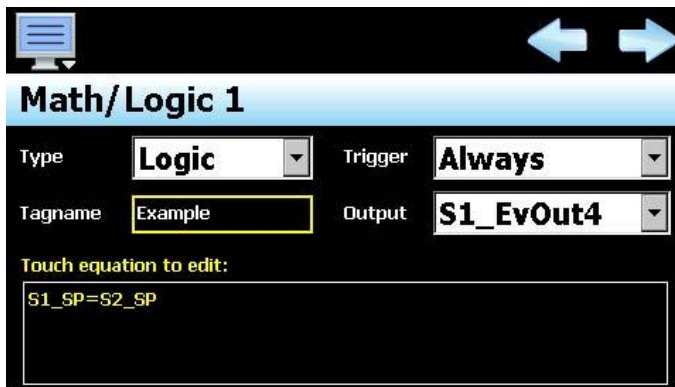 Math/Logic 1
Type Logic Trigger Always
Tagname Example Output S1_EvOut4
Touch equation to edit:
S1_SP=S2_SP